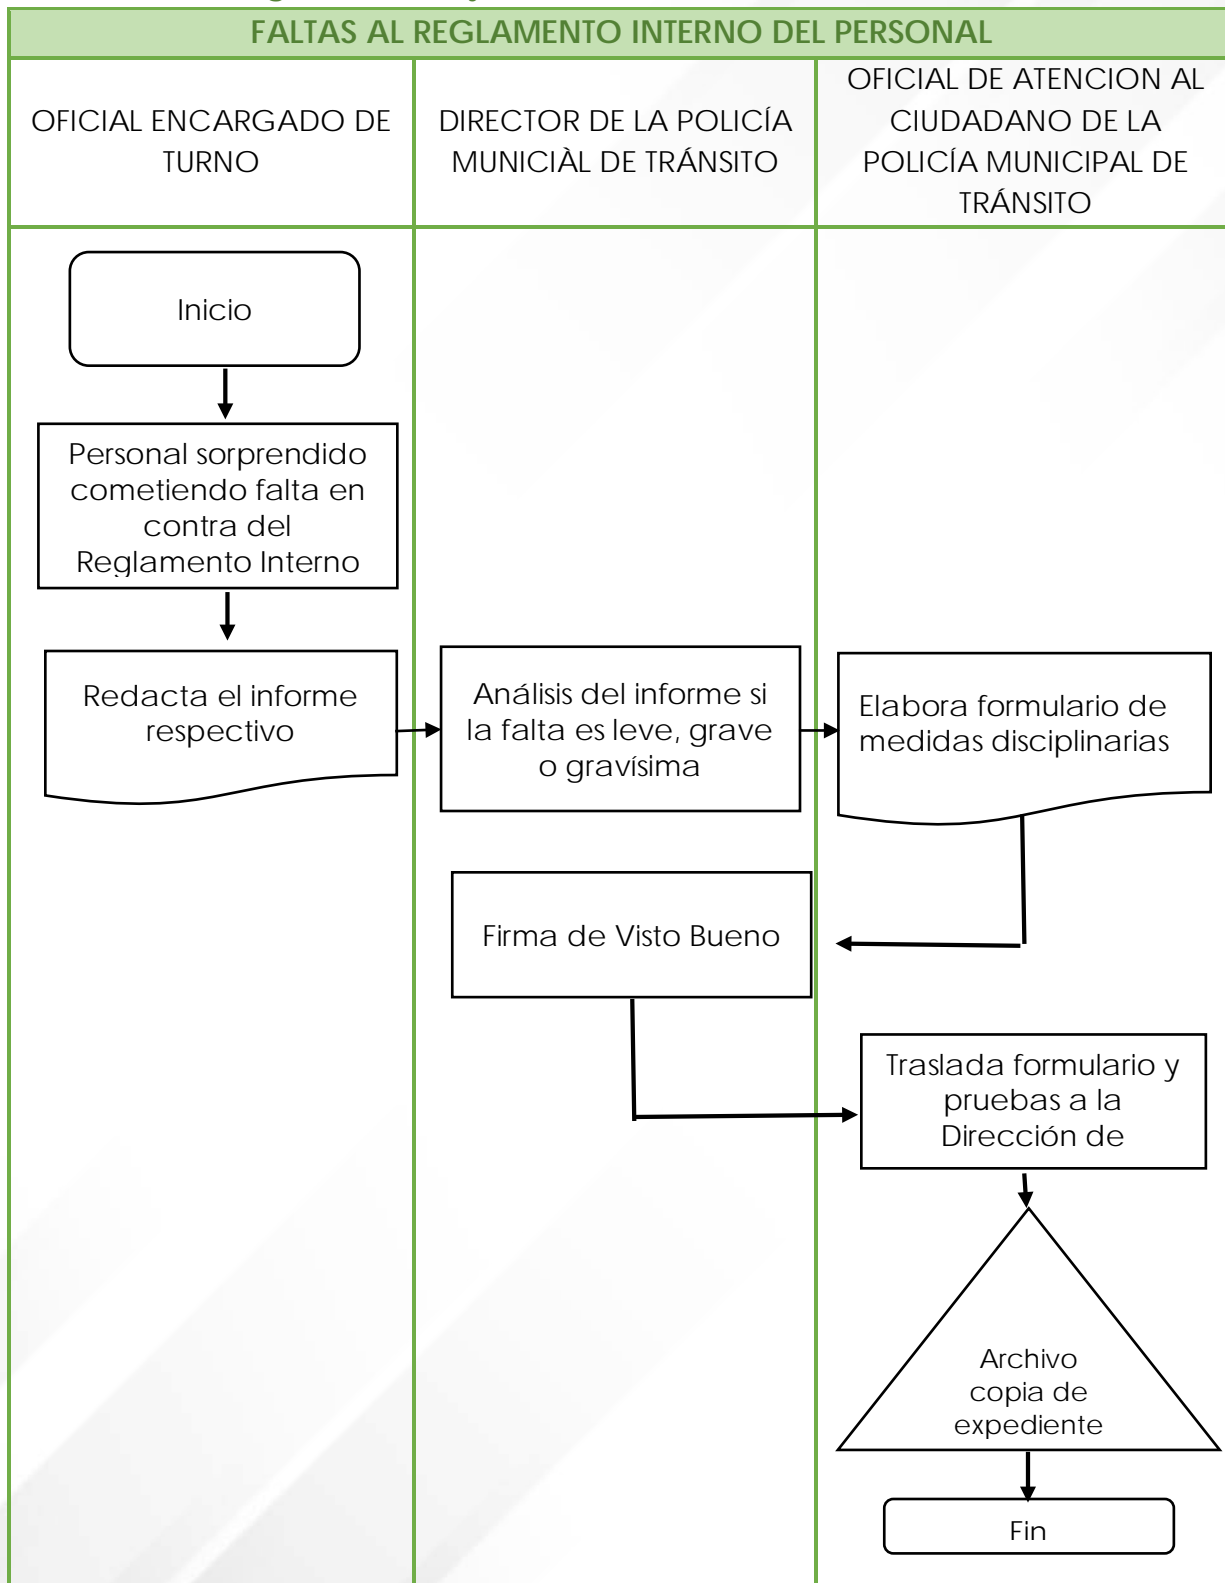 FALTAS AL REGLAMENTO INTERNO DEL PERSONAL
OFICIAL ENCARGADO DE
TURNO
DIRECTOR DE LA POLICÍA
MUNICIÀL DE TRÁNSITO
OFICIAL DE ATENCION AL
CIUDADANO DE LA
POLICÍA MUNICIPAL DE
TRÁNSITO
Inicio
Personal sorprendido
cometiendo falta en
contra del
Reglamento Interno
Redacta el informe
respectivo
Análisis del informe si
la falta es leve, grave
o gravísima
Elabora formulario de
medidas disciplinarias
Firma de Visto Bueno
Traslada formulario y
pruebas a la
Dirección de
Archivo
copia de
expediente
Fin